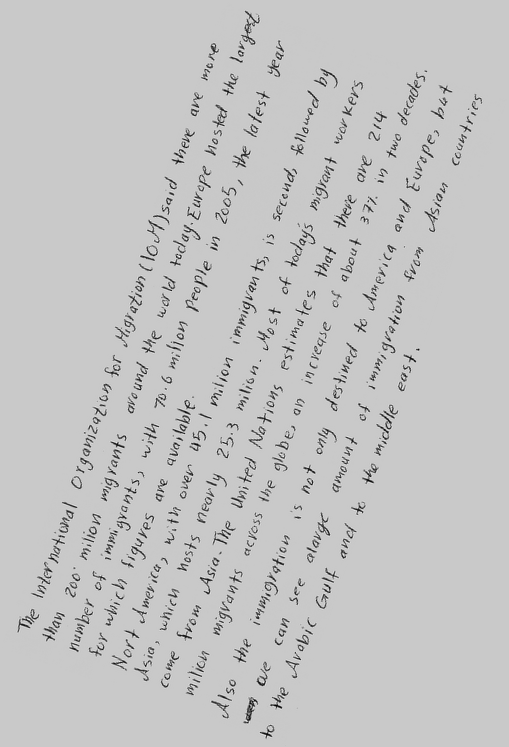 The International Organization for Migration (IOM) said there are more
than 200 milion migrants around the world today. Europe hosted the largest
number of immigrants, with 70.6 million people in 2005, the latest year
for which figures are available.
Nort America, with over 45.1 million immigrants, is second, followed by
Asia, which hosts nearly 25.3 milion. Most of today's migrant workers
come from Asia. The United Nations estimates that there are 214
milion migrants across the globe, an increase of about 37% in two decades.
Also the immigration is not only destined to America and Europe, but
we can see alarge amount of immigration from Asian countries
to the Arabic Gulf and to the middle east.